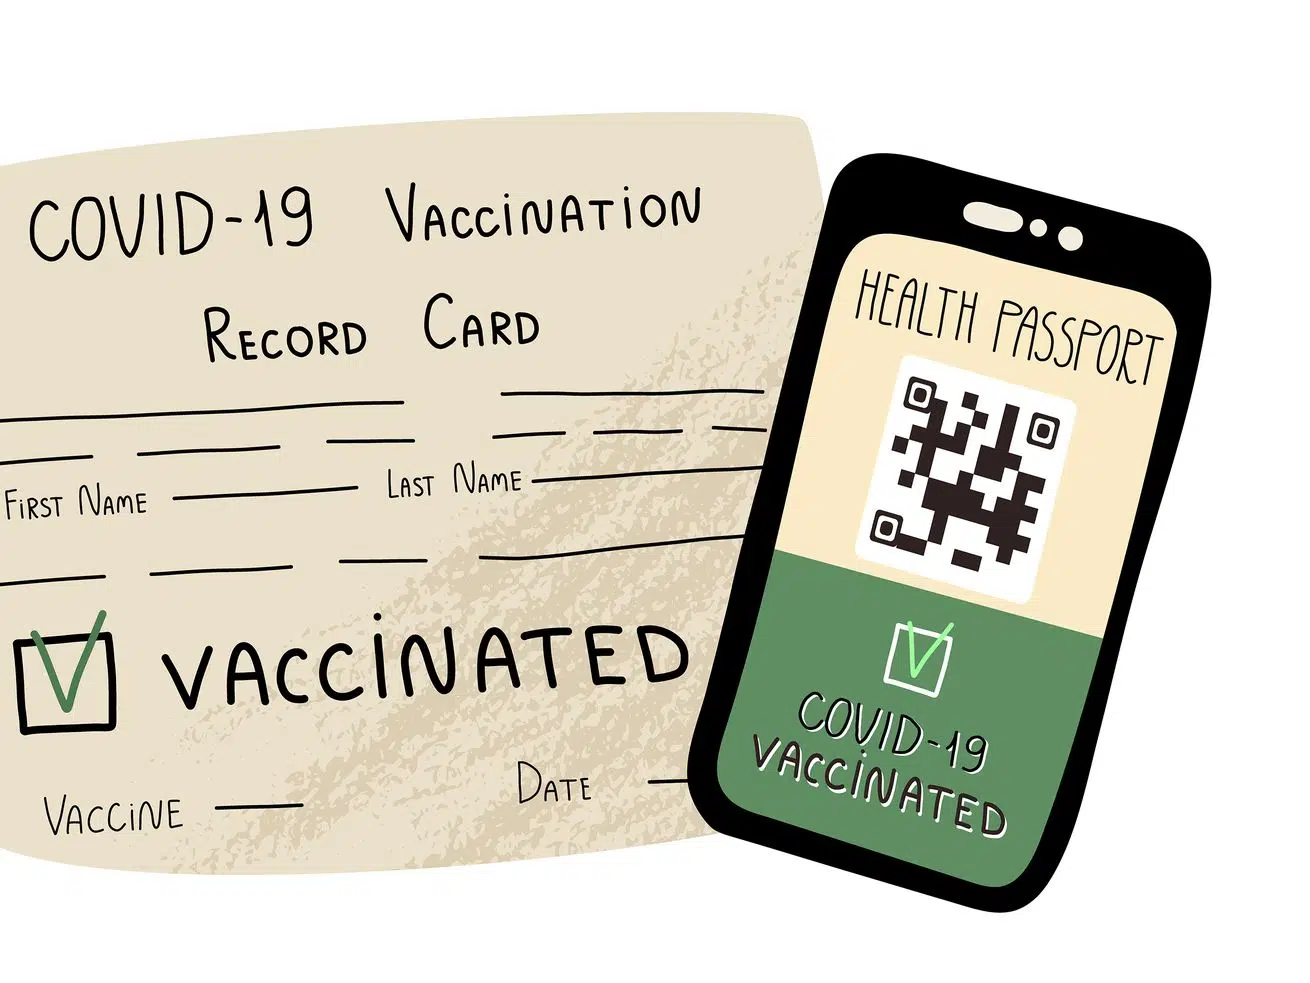 COVID-19 VACCINATION
RECORD CARD
FIRST NAME
LAST NAME
VACCINATED
VACCINE
DATE
HEALTH PASSPORT
COVID-19
VACCINATED